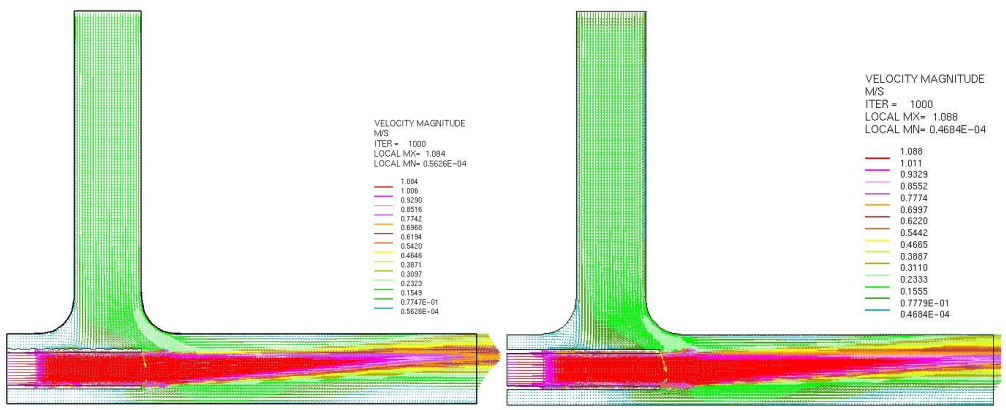 VELOCITY MAGNITUDE
M/S
ITER = 1000
LOCAL MX= 1.084
LOCAL MN= 0.5626E-04
1.084
1.006
0.9290
0.8516
0.7742
0.6968
0.6194
0.5420
0.4646
0.3871
0.3097
0.2323
0.1549
0.7747E-01
0.5626E-04
VELOCITY MAGNITUDE
M/S
ITER = 1000
LOCAL MX= 1.088
LOCAL MN= 0.4684E-04
1.088
1.011
0.9329
0.8552
0.7774
0.6997
0.6220
0.5442
0.4665
0.3887
0.3110
0.2333
0.1555
0.7779E-01
0.4684E-04